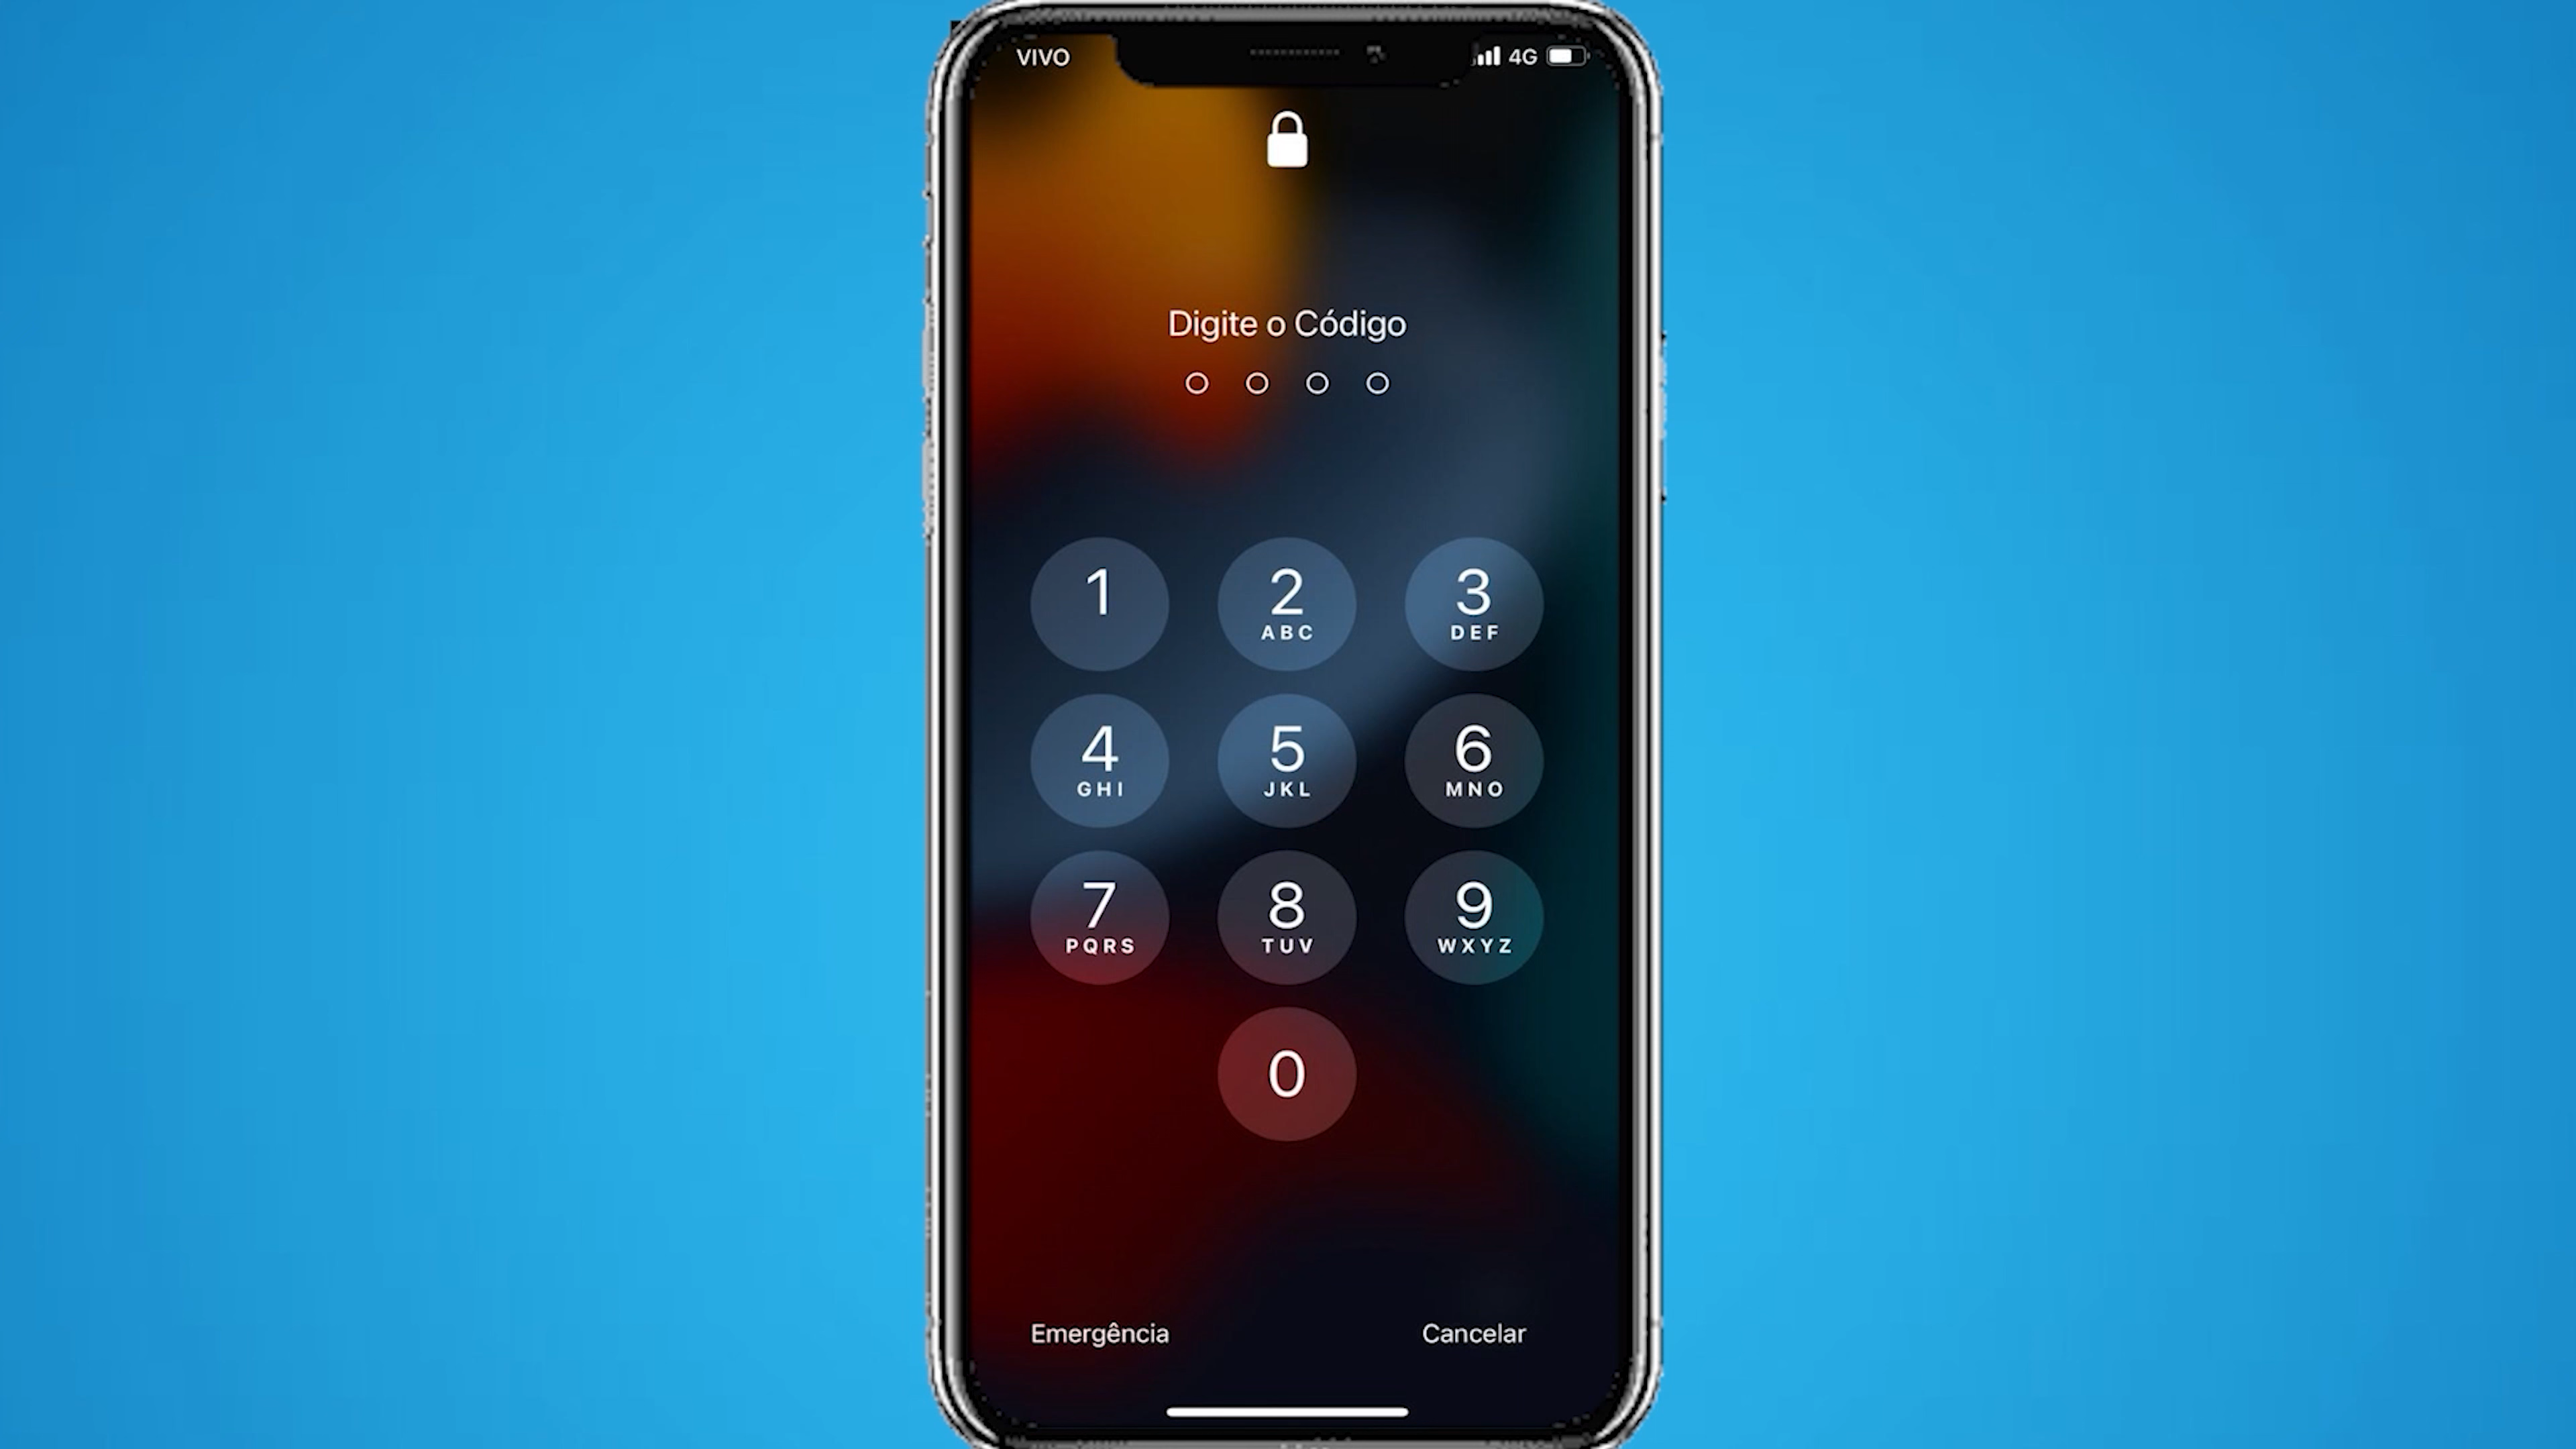 VIVO 4G
Digite o Código
1 2 3
ABC DEF
4 5 6
GHI JKL MNO
7 8 9
PQRS TUV WXYZ
0
Emergência Cancelar